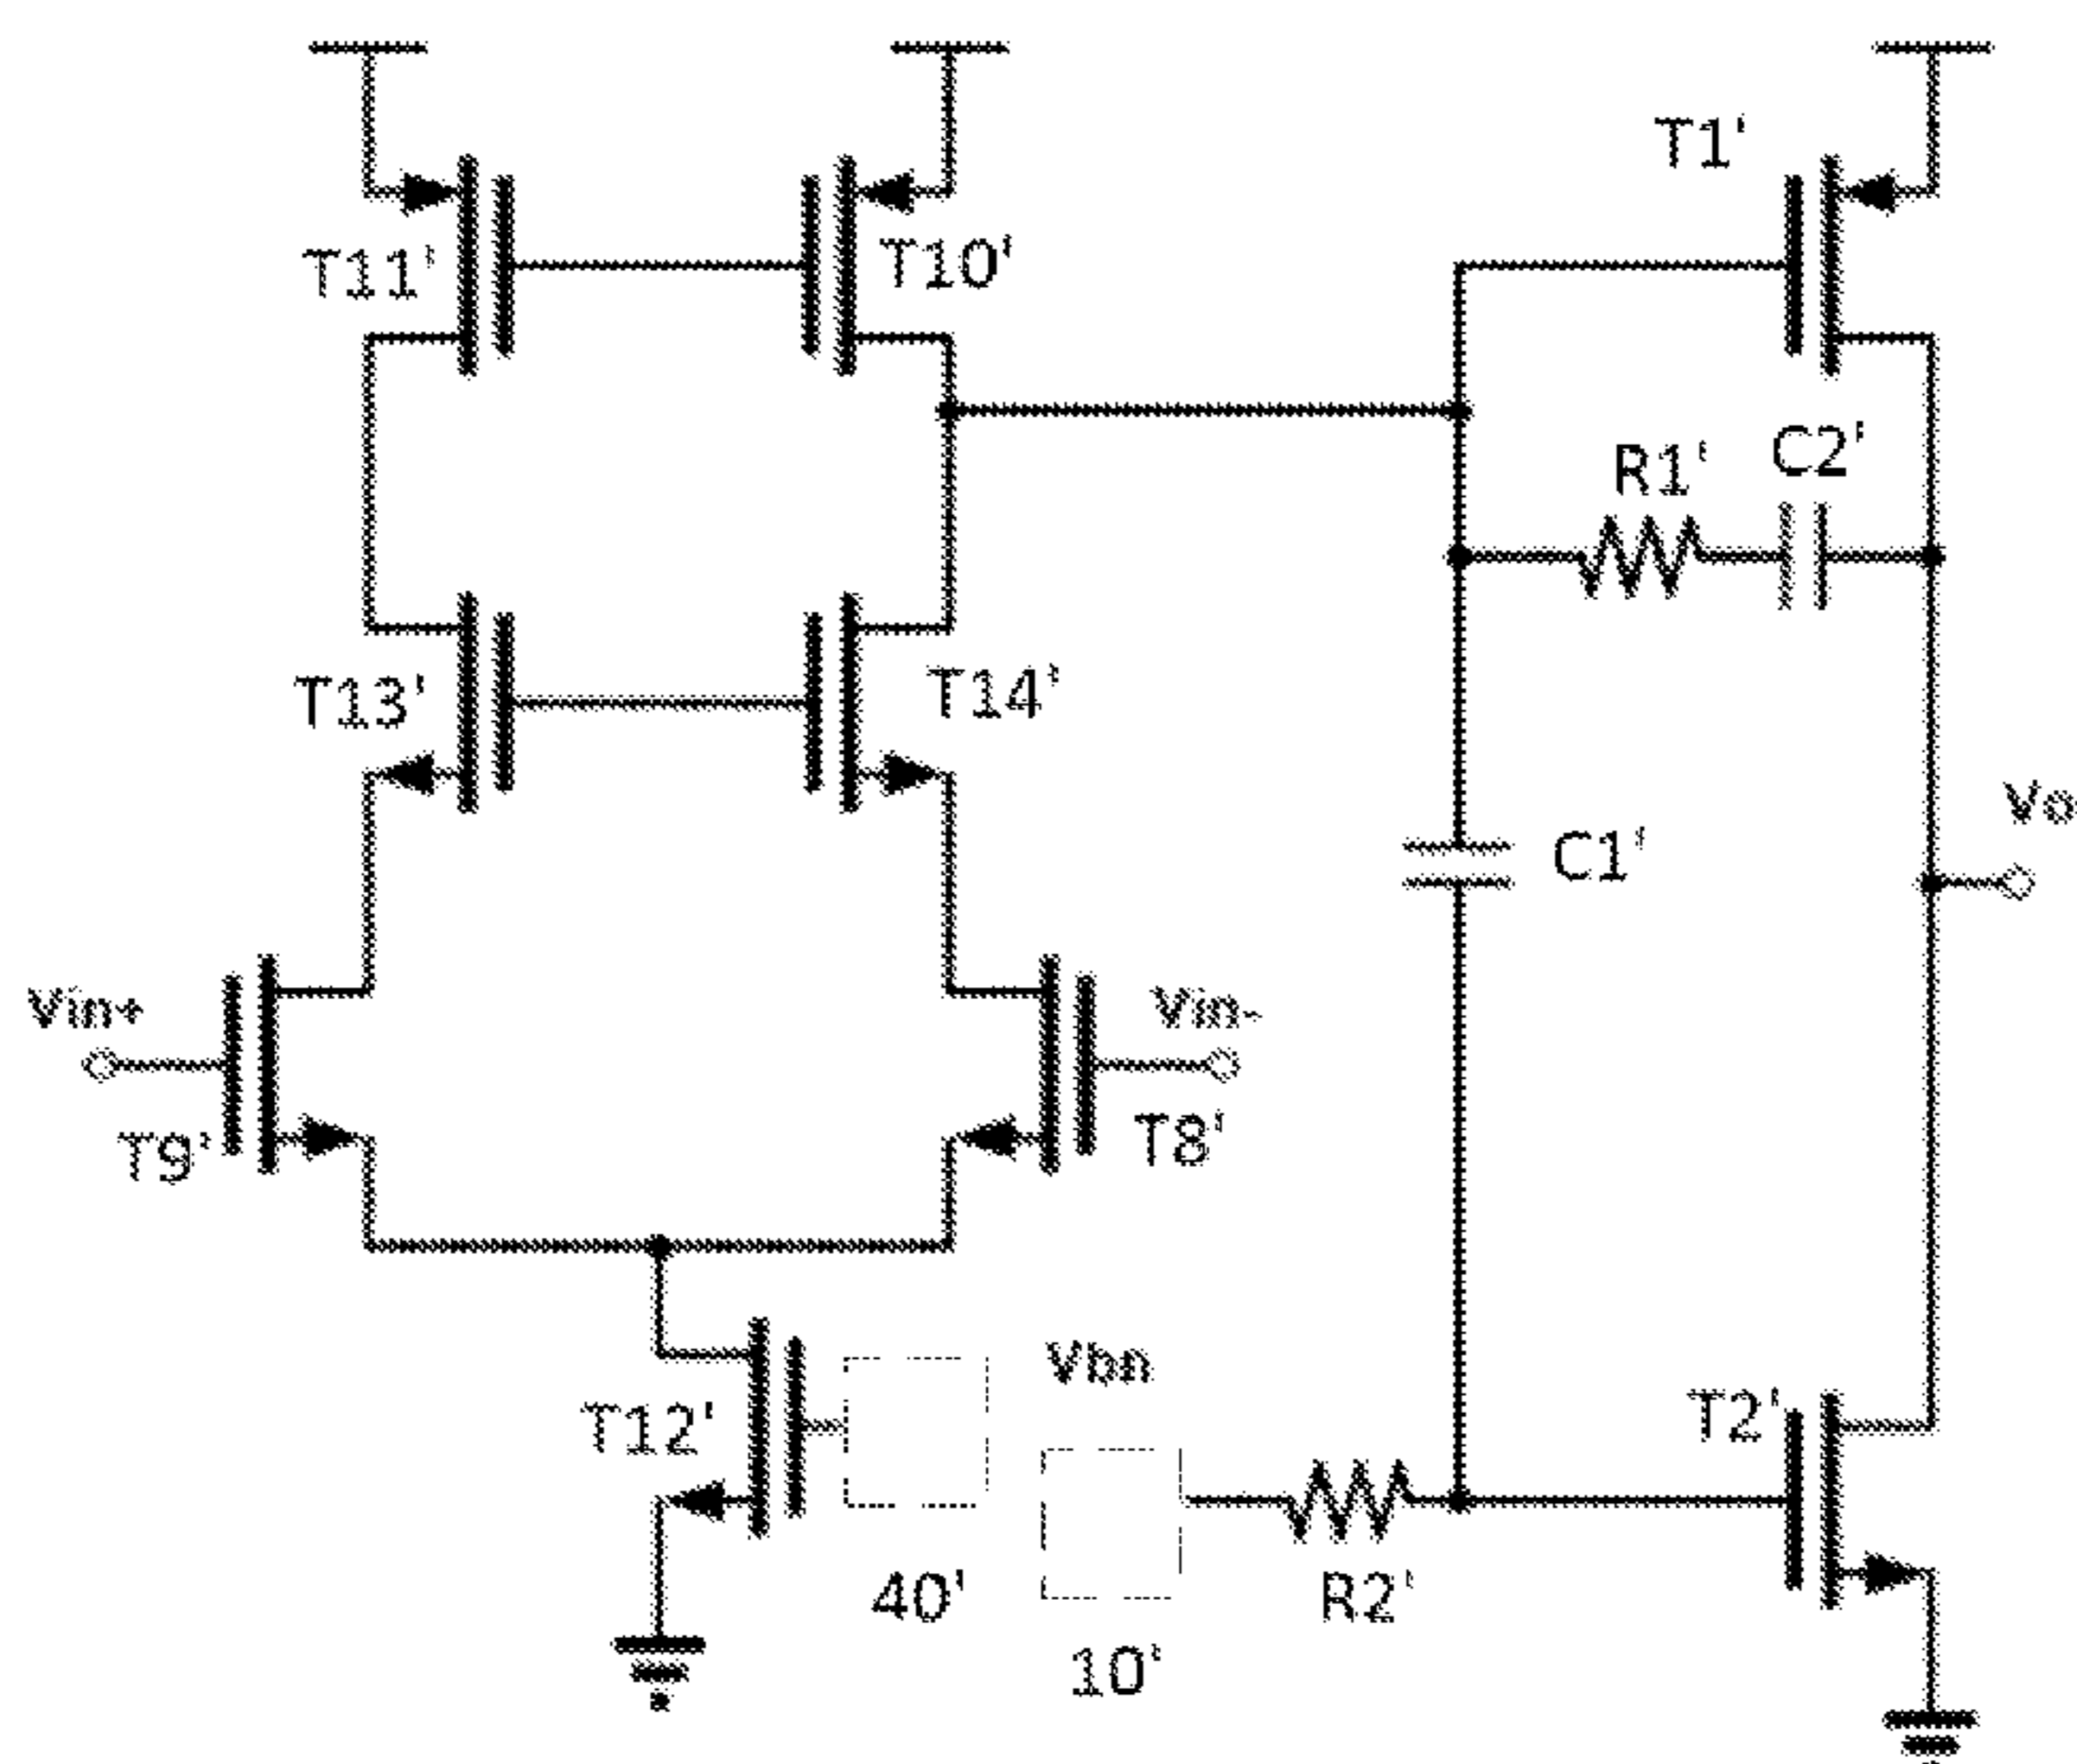 T1'
T11'
T10'
R1'
C2'
T13'
T14'
Vo
C1'
Vin+
Vin-
T9'
T8'
Vbn
T12'
T2'
40'
R2'
10'